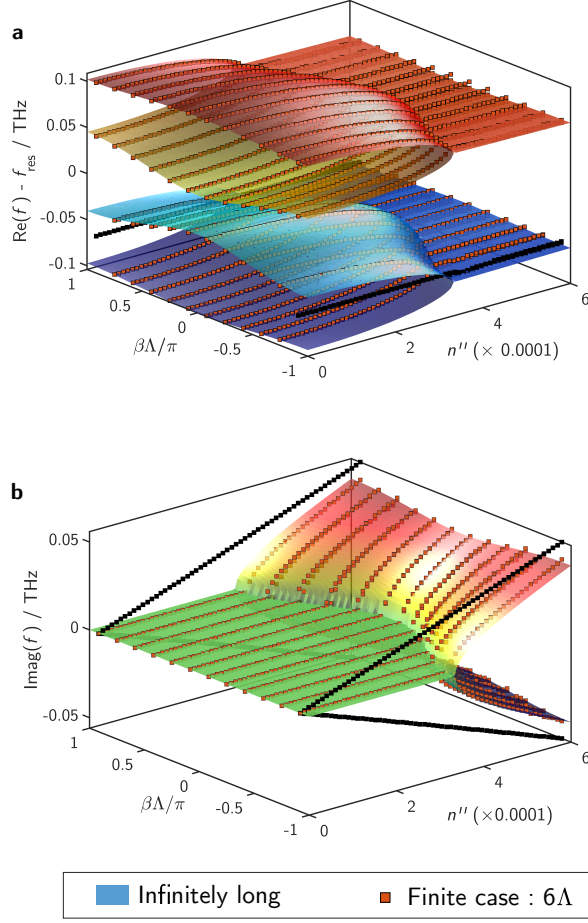 a
Re(f) - f_res / THz
0.1
0.05
0
-0.05
-0.1
1
0.5
0
-0.5
-1
βΛ/π
0
2
4
6
n'' (× 0.0001)
b
Imag(f) / THz
0.05
0
-0.05
1
0.5
0
-0.5
-1
βΛ/π
0
2
4
6
n'' (×0.0001)
Infinitely long
Finite case : 6Λ